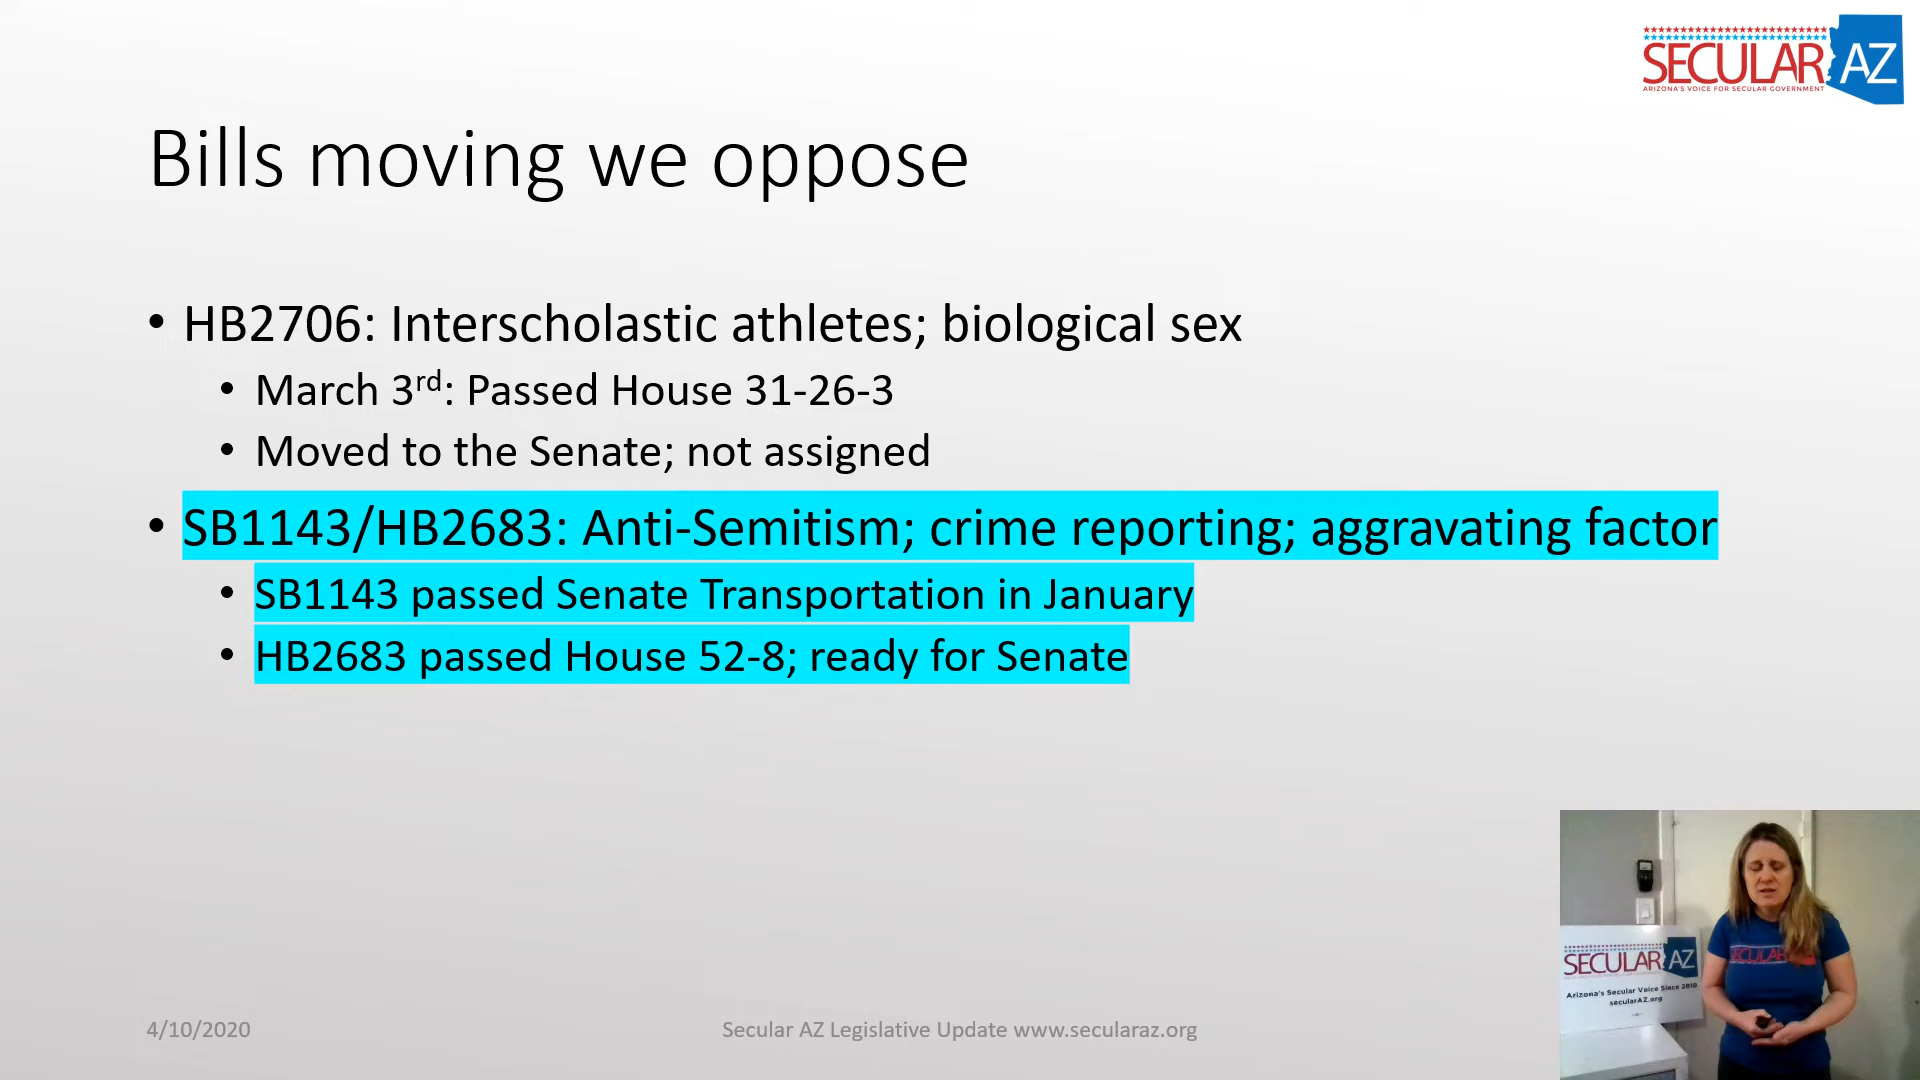 SECULAR AZ
ARIZONA'S VOICE FOR SECULAR GOVERNMENT
Bills moving we oppose
• HB2706: Interscholastic athletes; biological sex
• March 3rd: Passed House 31-26-3
• Moved to the Senate; not assigned
• SB1143/HB2683: Anti-Semitism; crime reporting; aggravating factor
• SB1143 passed Senate Transportation in January
• HB2683 passed House 52-8; ready for Senate
SECULAR AZ
Arizona's Secular Voice Since 2010
secularAZ.org
SECULAR
4/10/2020
Secular AZ Legislative Update www.secularaz.org